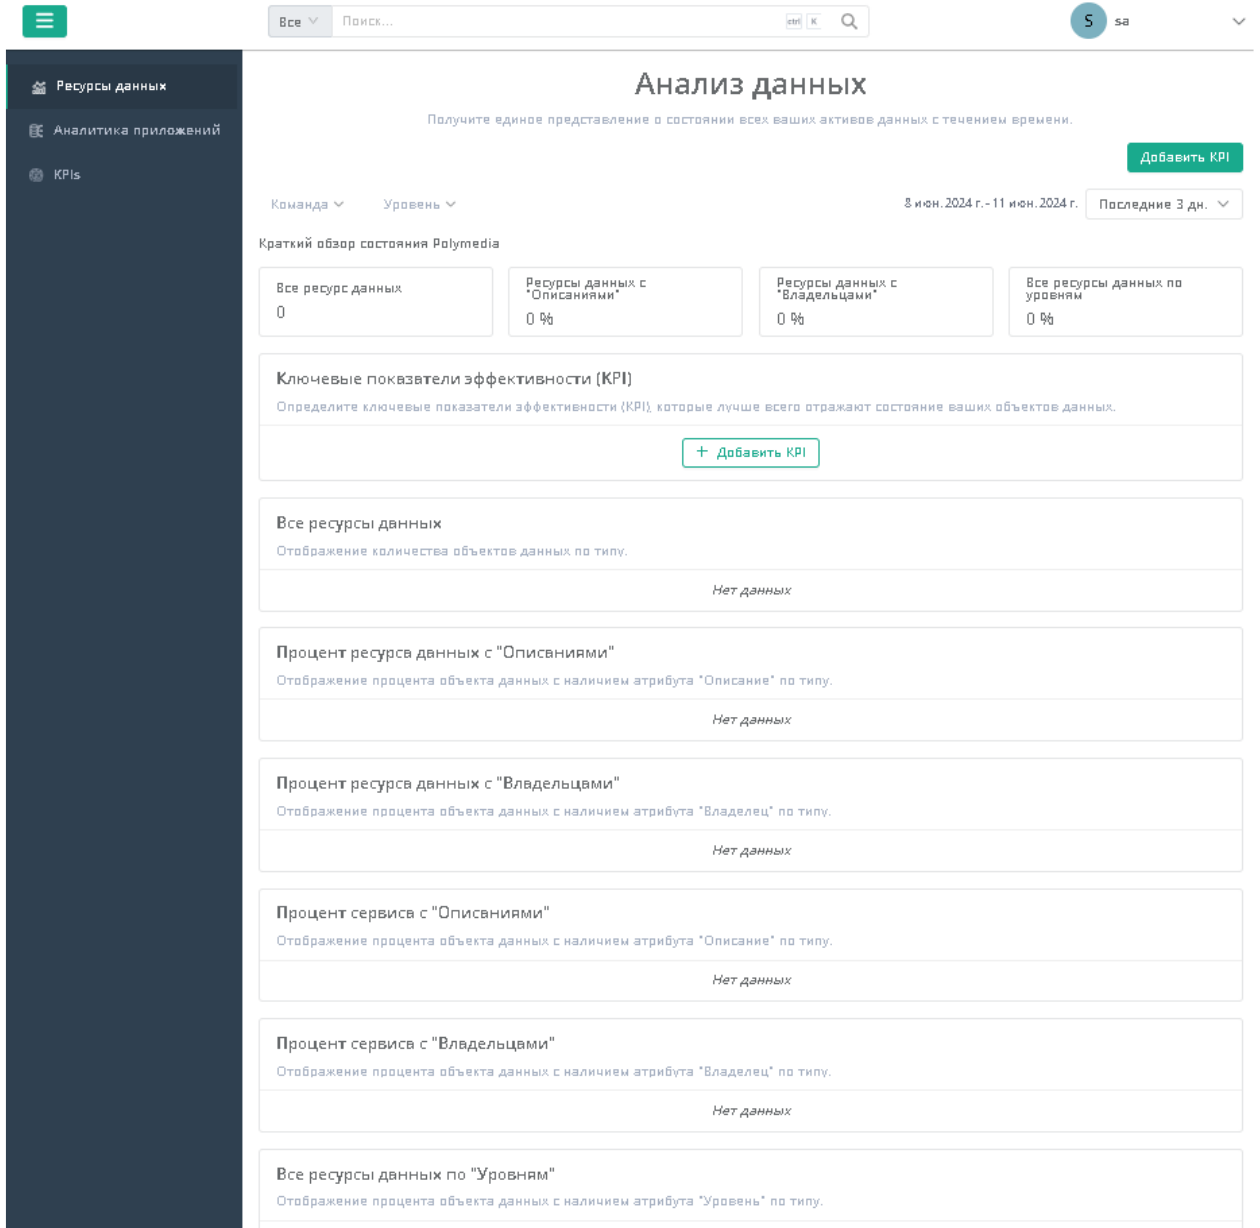 Все Поиск... ctrl K S sa
Ресурсы данных
Аналитика приложений
KPIs
Анализ данных
Получите единое представление о состоянии всех ваших активов данных с течением времени.
Добавить KPI
Команда Уровень 8 июн. 2024 г. - 11 июн. 2024 г. Последние 3 дн.
Краткий обзор состояния Polymedia
Все ресурс данных
0
Ресурсы данных с
"Описаниями"
0 %
Ресурсы данных с
"Владельцами"
0 %
Все ресурсы данных по
уровням
0 %
Ключевые показатели эффективности (KPI)
Определите ключевые показатели эффективности (KPI), которые лучше всего отражают состояние ваших объектов данных.
+ Добавить KPI
Все ресурсы данных
Отображение количества объектов данных по типу.
Нет данных
Процент ресурса данных с "Описаниями"
Отображение процента объекта данных с наличием атрибута "Описание" по типу.
Нет данных
Процент ресурса данных с "Владельцами"
Отображение процента объекта данных с наличием атрибута "Владелец" по типу.
Нет данных
Процент сервиса с "Описаниями"
Отображение процента объекта данных с наличием атрибута "Описание" по типу.
Нет данных
Процент сервиса с "Владельцами"
Отображение процента объекта данных с наличием атрибута "Владелец" по типу.
Нет данных
Все ресурсы данных по "Уровням"
Отображение процента объекта данных с наличием атрибута "Уровень" по типу.